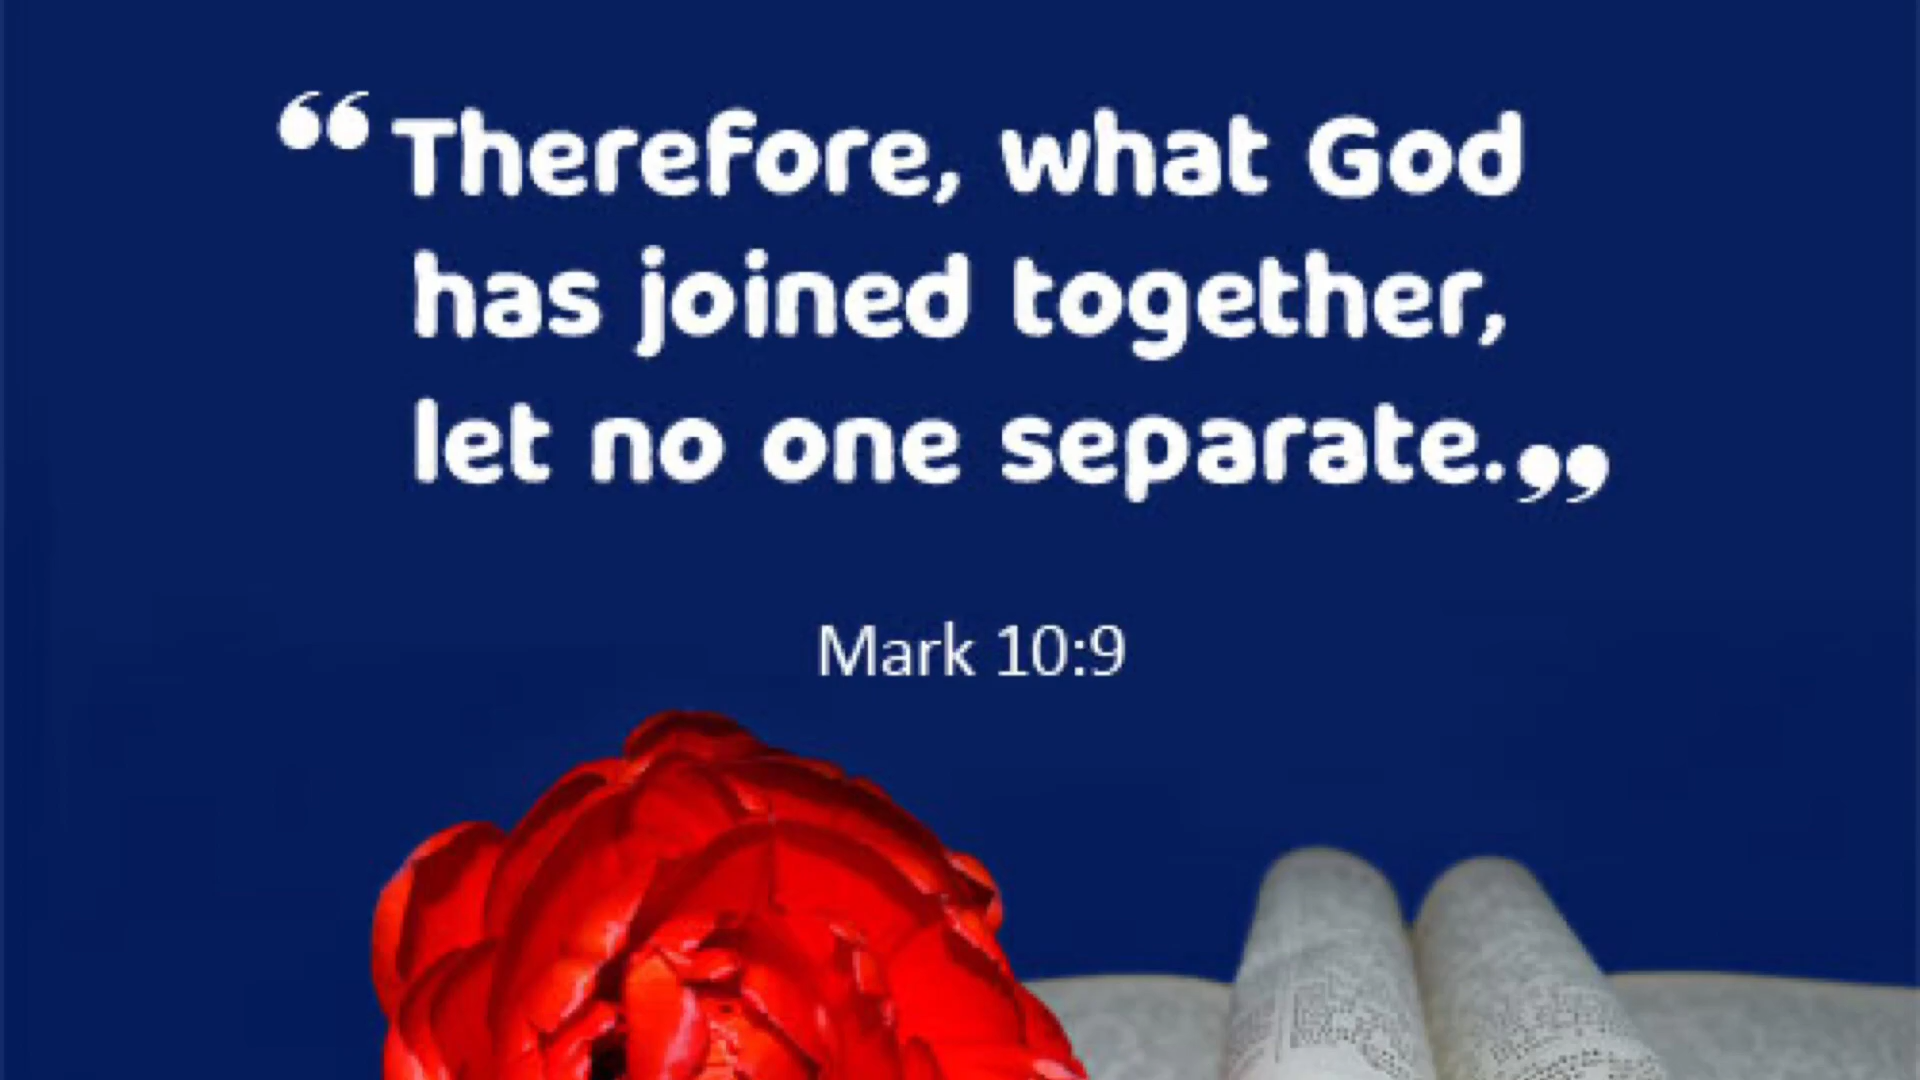 “Therefore, what God
has joined together,
let no one separate.”
Mark 10:9